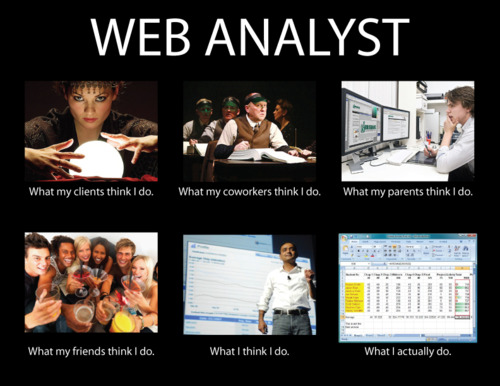 WEB ANALYST
What my clients think I do.
What my coworkers think I do.
What my parents think I do.
What my friends think I do.
What I think I do.
What I actually do.